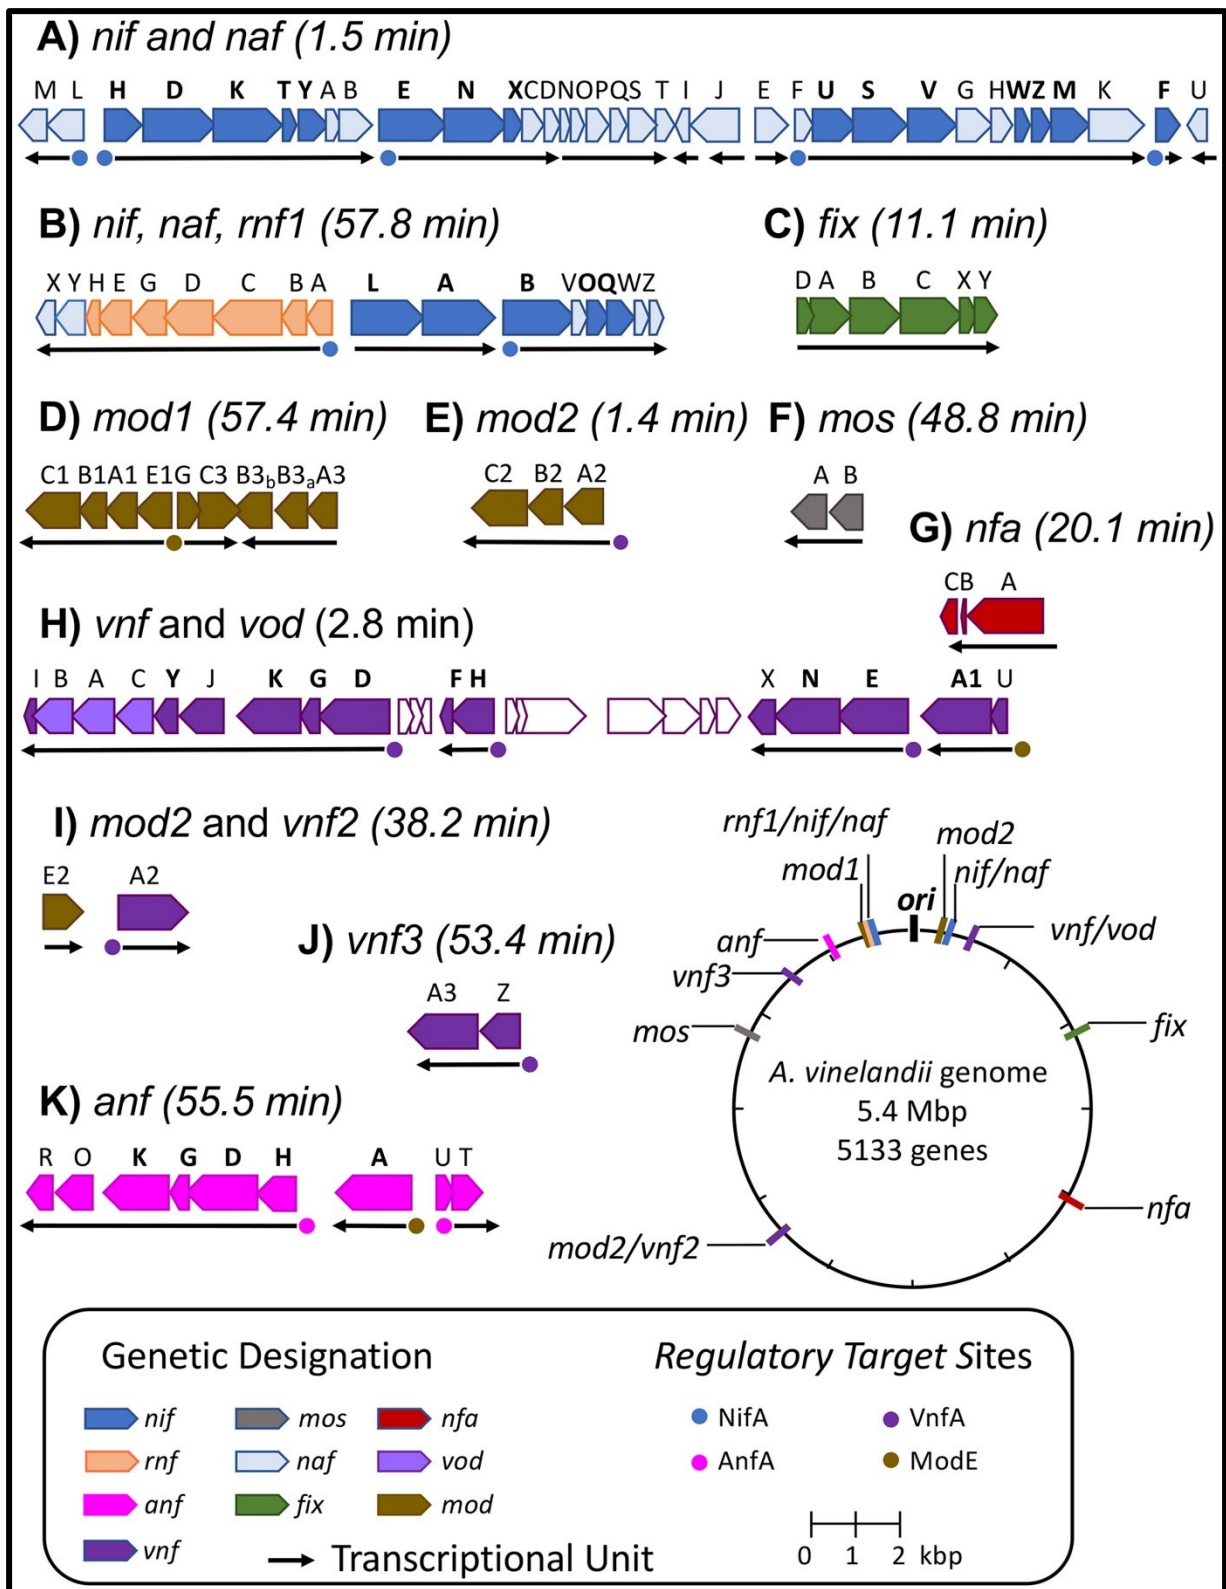 A) nif and naf (1.5 min)
M L H D K T Y A B E N X C D N O P Q S T I J E F U S V G H W Z M K F U
B) nif, naf, rnf1 (57.8 min)
C) fix (11.1 min)
X Y H E G D C B A L A B V O Q W Z
D A B C X Y
D) mod1 (57.4 min)
E) mod2 (1.4 min)
F) mos (48.8 min)
C1 B1 A1 E1 G C3 B3b B3a A3
C2 B2 A2
A B
G) nfa (20.1 min)
C B A
H) vnf and vod (2.8 min)
I B A C Y J K G D F H X N E A1 U
I) mod2 and vnf2 (38.2 min)
E2 A2
J) vnf3 (53.4 min)
A3 Z
K) anf (55.5 min)
R O K G D H A U T
rnf1/nif/naf
mod2
mod1
nif/naf
ori
anf
vnf/vod
vnf3
mos
fix
A. vinelandii genome
5.4 Mbp
5133 genes
nfa
mod2/vnf2
Genetic Designation
nif mos nfa
rnf naf vod
anf fix mod
vnf
Transcriptional Unit
Regulatory Target Sites
NifA VnfA
AnfA ModE
0 1 2 kbp